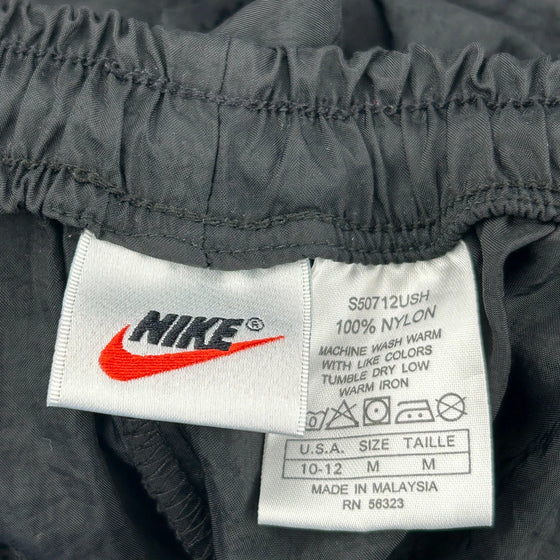 NIKE®
S50712USH
100% NYLON
MACHINE WASH WARM
WITH LIKE COLORS
TUMBLE DRY LOW
WARM IRON
U.S.A. SIZE TAILLE
10-12 M M
MADE IN MALAYSIA
RN 56323